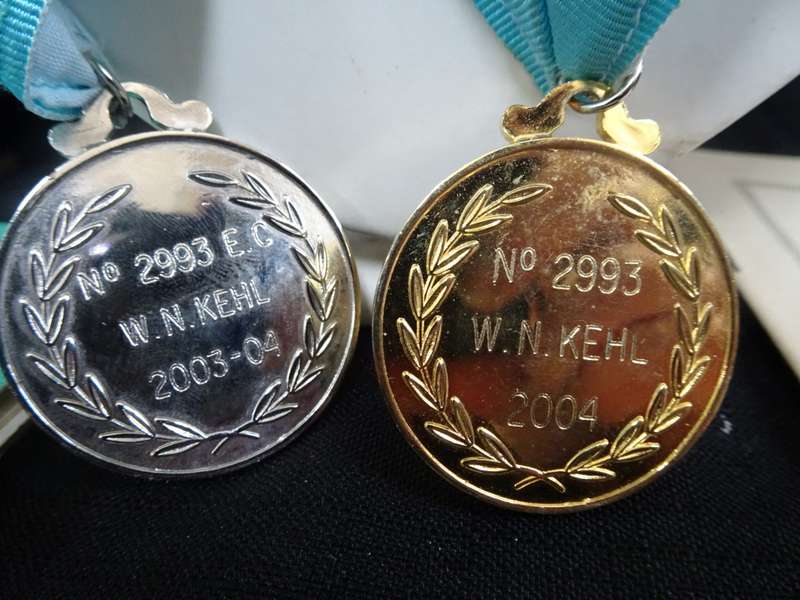 Nº 2993 E.C
W.N.KEHL
2003-04
Nº 2993
W.N.KEHL
2004